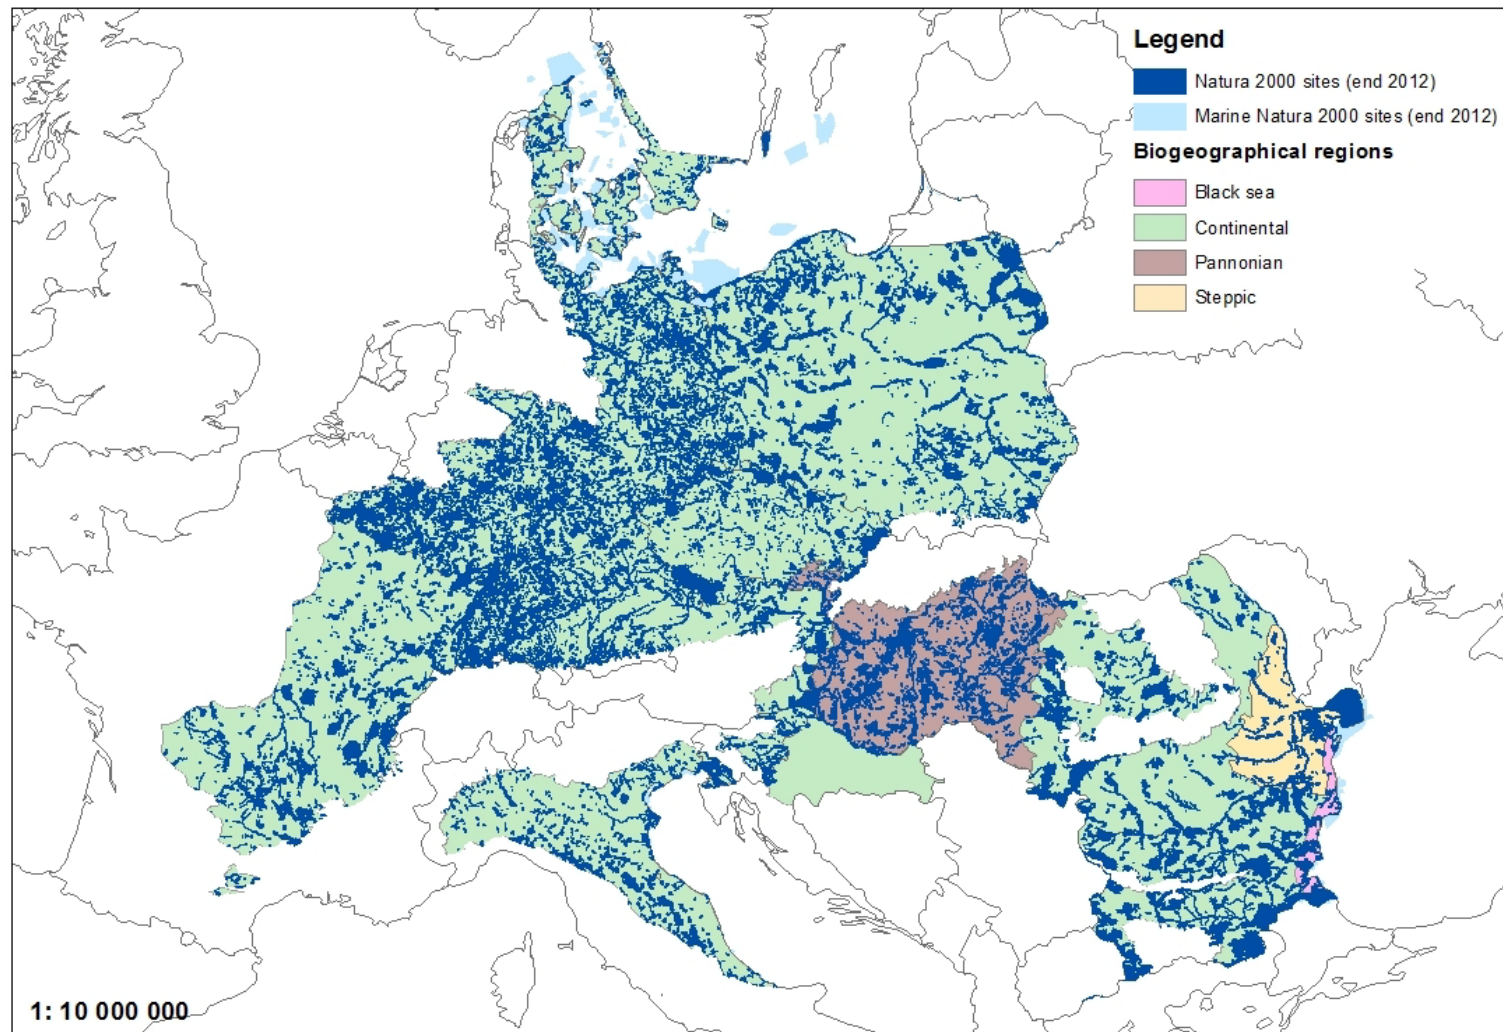 Legend
Natura 2000 sites (end 2012)
Marine Natura 2000 sites (end 2012)
Biogeographical regions
Black sea
Continental
Pannonian
Steppic
1: 10 000 000